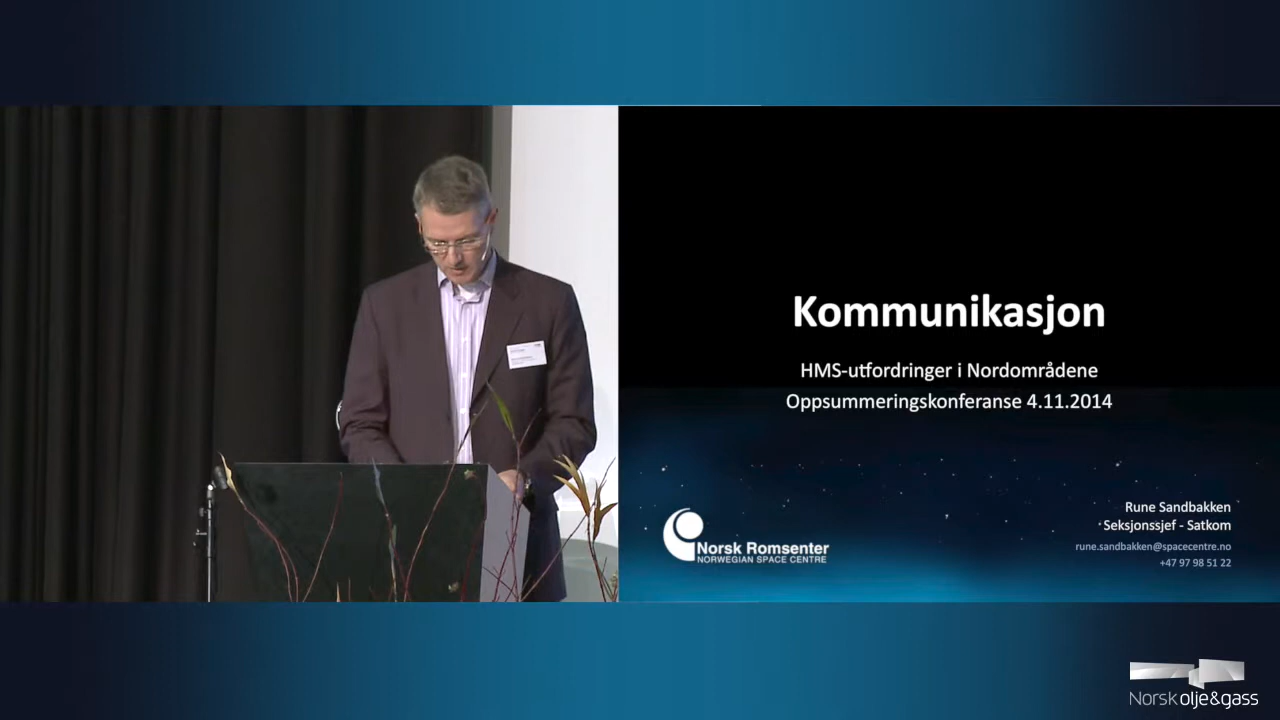 Kommunikasjon
HMS-utfordringer i Nordområdene
Oppsummeringskonferanse 4.11.2014
Rune Sandbakken
Seksjonssjef - Satkom
rune.sandbakken@spacecentre.no
+47 97 98 51 22
Norsk Romsenter
NORWEGIAN SPACE CENTRE
Norsk olje&gass